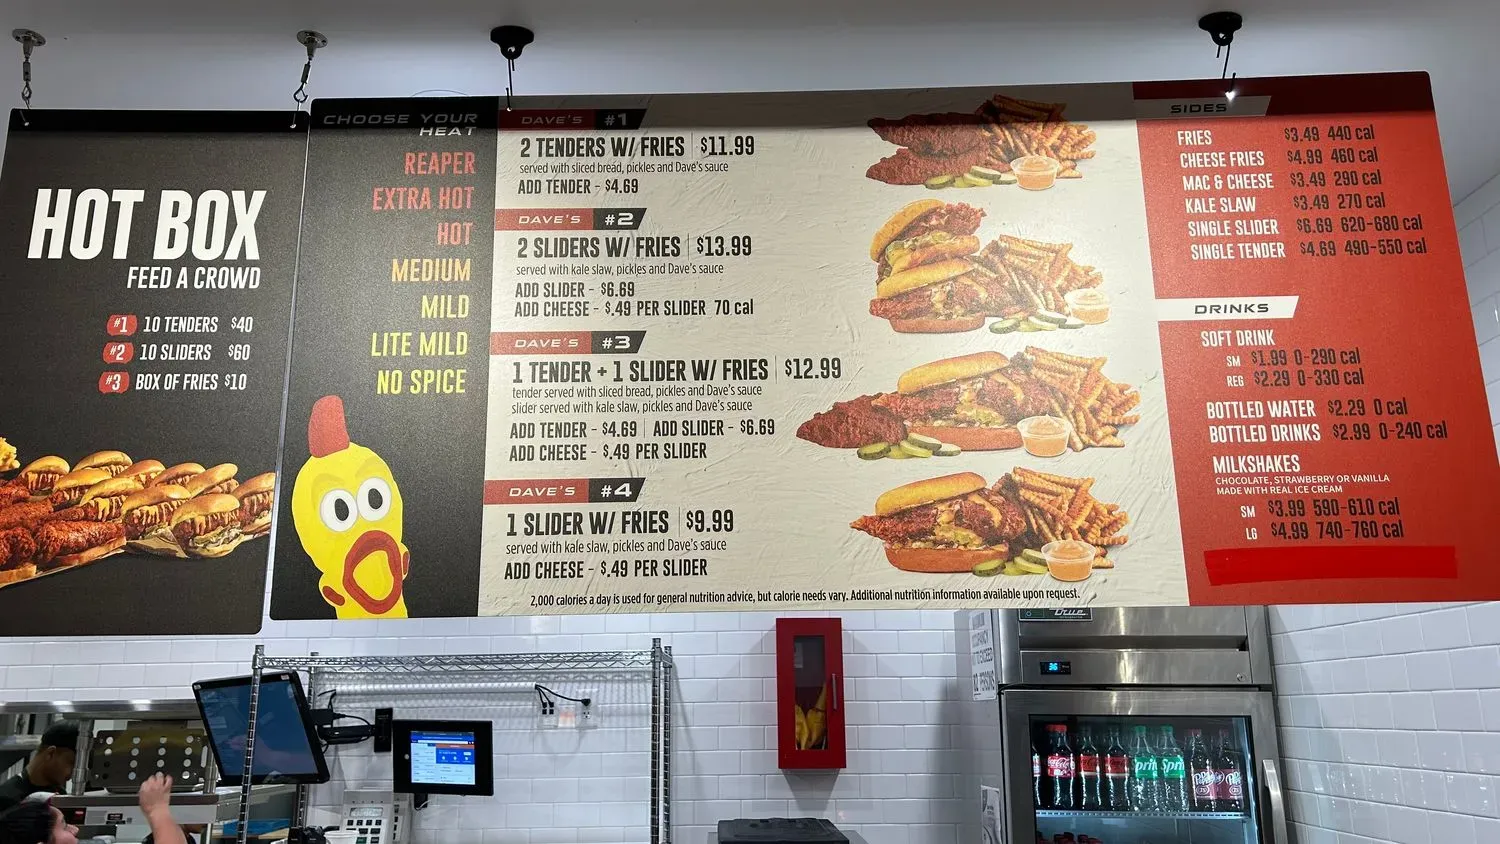 HOT BOX
FEED A CROWD
#1 10 TENDERS $40
#2 10 SLIDERS $60
#3 BOX OF FRIES $10
CHOOSE YOUR
HEAT
REAPER
EXTRA HOT
HOT
MEDIUM
MILD
LITE MILD
NO SPICE
DAVE'S #1
2 TENDERS W/ FRIES $11.99
served with sliced bread, pickles and Dave's sauce
ADD TENDER - $4.69
DAVE'S #2
2 SLIDERS W/ FRIES $13.99
served with kale slaw, pickles and Dave's sauce
ADD SLIDER - $6.69
ADD CHEESE - $.49 PER SLIDER 70 cal
DAVE'S #3
1 TENDER + 1 SLIDER W/ FRIES $12.99
tender served with sliced bread, pickles and Dave's sauce
slider served with kale slaw, pickles and Dave's sauce
ADD TENDER - $4.69 ADD SLIDER - $6.69
ADD CHEESE - $.49 PER SLIDER
DAVE'S #4
1 SLIDER W/ FRIES $9.99
served with kale slaw, pickles and Dave's sauce
ADD CHEESE - $.49 PER SLIDER
2,000 calories a day is used for general nutrition advice, but calorie needs vary. Additional nutrition information available upon request.
SIDES
FRIES $3.49 440 cal
CHEESE FRIES $4.99 460 cal
MAC & CHEESE $3.49 290 cal
KALE SLAW $3.49 270 cal
SINGLE SLIDER $6.69 620-680 cal
SINGLE TENDER $4.69 490-550 cal
DRINKS
SOFT DRINK
SM $1.99 0-290 cal
REG $2.29 0-330 cal
BOTTLED WATER $2.29 0 cal
BOTTLED DRINKS $2.99 0-240 cal
MILKSHAKES
CHOCOLATE, STRAWBERRY OR VANILLA
MADE WITH REAL ICE CREAM
SM $3.99 590-610 cal
LG $4.99 740-760 cal
True
36